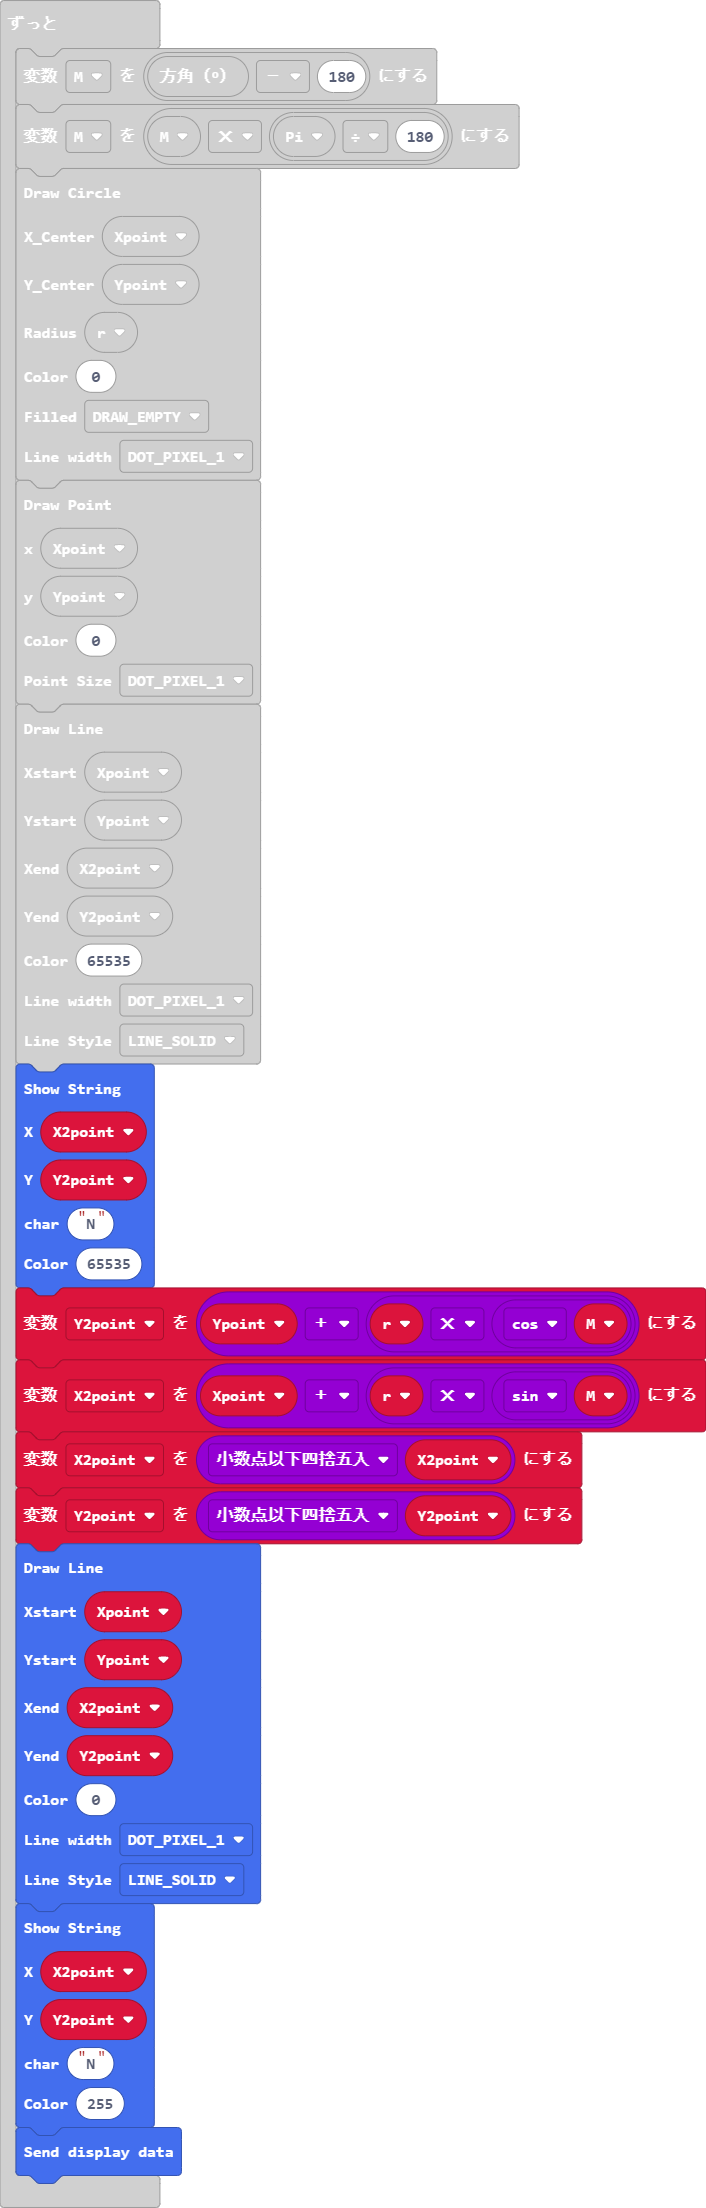 ずっと
変数 M を 方角 (°) - 180 にする
変数 M を M × Pi ÷ 180 にする
Draw Circle
X_Center Xpoint
Y_Center Ypoint
Radius r
Color 0
Filled DRAW_EMPTY
Line width DOT_PIXEL_1
Draw Point
x Xpoint
y Ypoint
Color 0
Point Size DOT_PIXEL_1
Draw Line
Xstart Xpoint
Ystart Ypoint
Xend X2point
Yend Y2point
Color 65535
Line width DOT_PIXEL_1
Line Style LINE_SOLID
Show String
X X2point
Y Y2point
char "N"
Color 65535
変数 Y2point を Ypoint + r × cos M にする
変数 X2point を Xpoint + r × sin M にする
変数 X2point を 小数点以下四捨五入 X2point にする
変数 Y2point を 小数点以下四捨五入 Y2point にする
Draw Line
Xstart Xpoint
Ystart Ypoint
Xend X2point
Yend Y2point
Color 0
Line width DOT_PIXEL_1
Line Style LINE_SOLID
Show String
X X2point
Y Y2point
char "N"
Color 255
Send display data